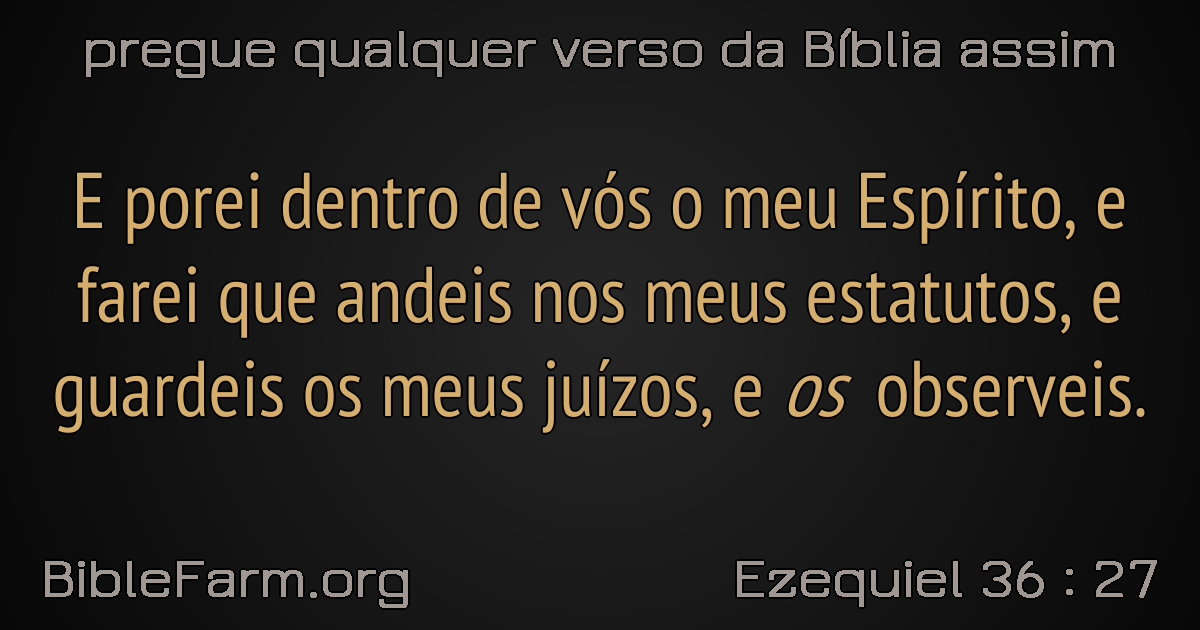 pregue qualquer verso da Bíblia assim
E porei dentro de vós o meu Espírito, e
farei que andeis nos meus estatutos, e
guardeis os meus juízos, e os observeis.
BibleFarm.org
Ezequiel 36 : 27